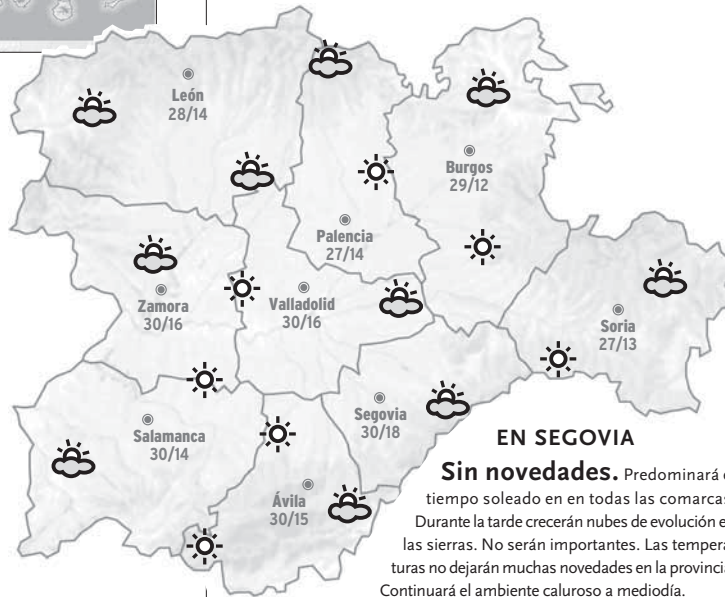 León
28/14
Burgos
29/12
Palencia
27/14
Zamora
30/16
Valladolid
30/16
Soria
27/13
Segovia
30/18
Salamanca
30/14
Ávila
30/15
EN SEGOVIA
Sin novedades. Predominará
tiempo soleado en en todas las comarcas
Durante la tarde crecerán nubes de evolución
las sierras. No serán importantes. Las tempera
turas no dejarán muchas novedades en la provincia
Continuará el ambiente caluroso a mediodía.